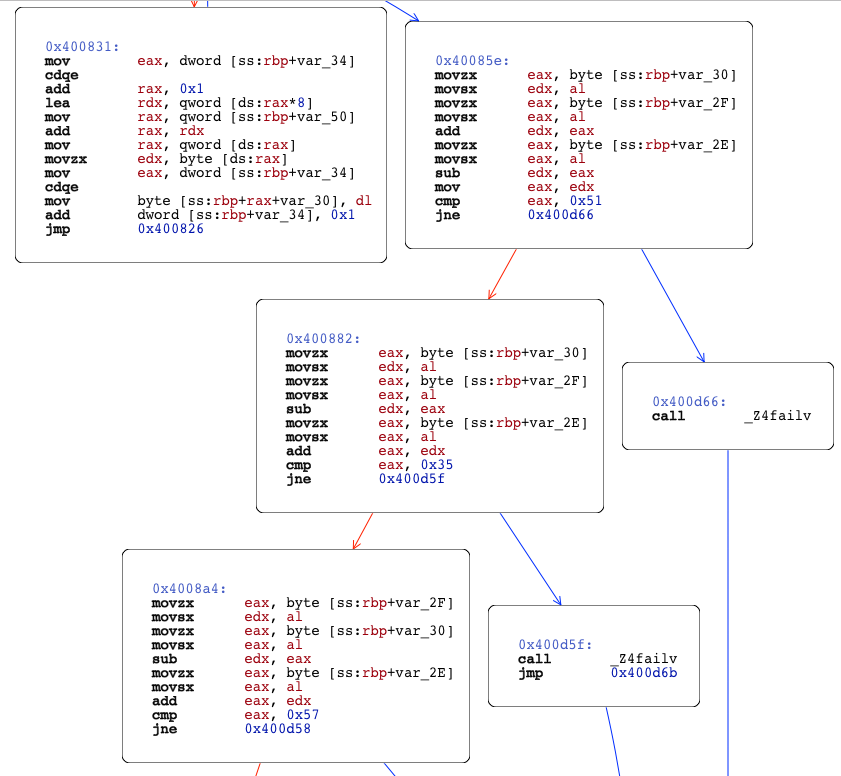 0x400831:
mov eax, dword [ss:rbp+var_34]
cdqe
add rax, 0x1
lea rdx, qword [ds:rax*8]
mov rax, qword [ss:rbp+var_50]
add rax, rdx
mov rax, qword [ds:rax]
movzx edx, byte [ds:rax]
mov eax, dword [ss:rbp+var_34]
cdqe
mov byte [ss:rbp+rax+var_30], dl
add dword [ss:rbp+var_34], 0x1
jmp 0x400826
0x40085e:
movzx eax, byte [ss:rbp+var_30]
movsx edx, al
movzx eax, byte [ss:rbp+var_2F]
movsx eax, al
add edx, eax
movzx eax, byte [ss:rbp+var_2E]
movsx eax, al
sub edx, eax
mov eax, edx
cmp eax, 0x51
jne 0x400d66
0x400882:
movzx eax, byte [ss:rbp+var_30]
movsx edx, al
movzx eax, byte [ss:rbp+var_2F]
movsx eax, al
sub edx, eax
movzx eax, byte [ss:rbp+var_2E]
movsx eax, al
add eax, edx
cmp eax, 0x35
jne 0x400d5f
0x400d66:
call _Z4failv
0x4008a4:
movzx eax, byte [ss:rbp+var_2F]
movsx edx, al
movzx eax, byte [ss:rbp+var_30]
movsx eax, al
sub edx, eax
movzx eax, byte [ss:rbp+var_2E]
movsx eax, al
add eax, edx
cmp eax, 0x57
jne 0x400d58
0x400d5f:
call _Z4failv
jmp 0x400d6b